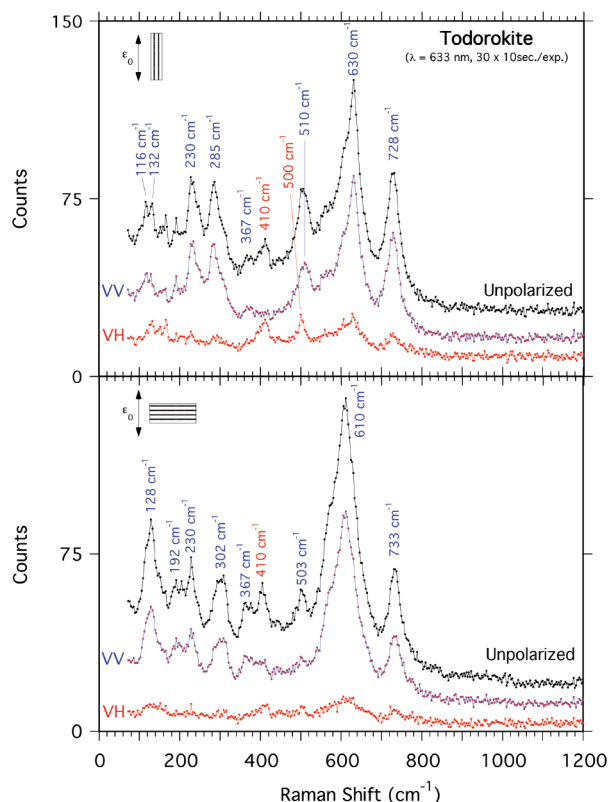 150
Todorokite
(λ = 633 nm, 30 x 10sec./exp.)
ε₀
630 cm⁻¹
116 cm⁻¹
132 cm⁻¹
230 cm⁻¹
285 cm⁻¹
367 cm⁻¹
410 cm⁻¹
500 cm⁻¹
510 cm⁻¹
728 cm⁻¹
Counts
75
Unpolarized
VV
VH
0
ε₀
610 cm⁻¹
128 cm⁻¹
192 cm⁻¹
230 cm⁻¹
302 cm⁻¹
367 cm⁻¹
410 cm⁻¹
503 cm⁻¹
733 cm⁻¹
Counts
75
Unpolarized
VV
VH
0
0 200 400 600 800 1000 1200
Raman Shift (cm⁻¹)